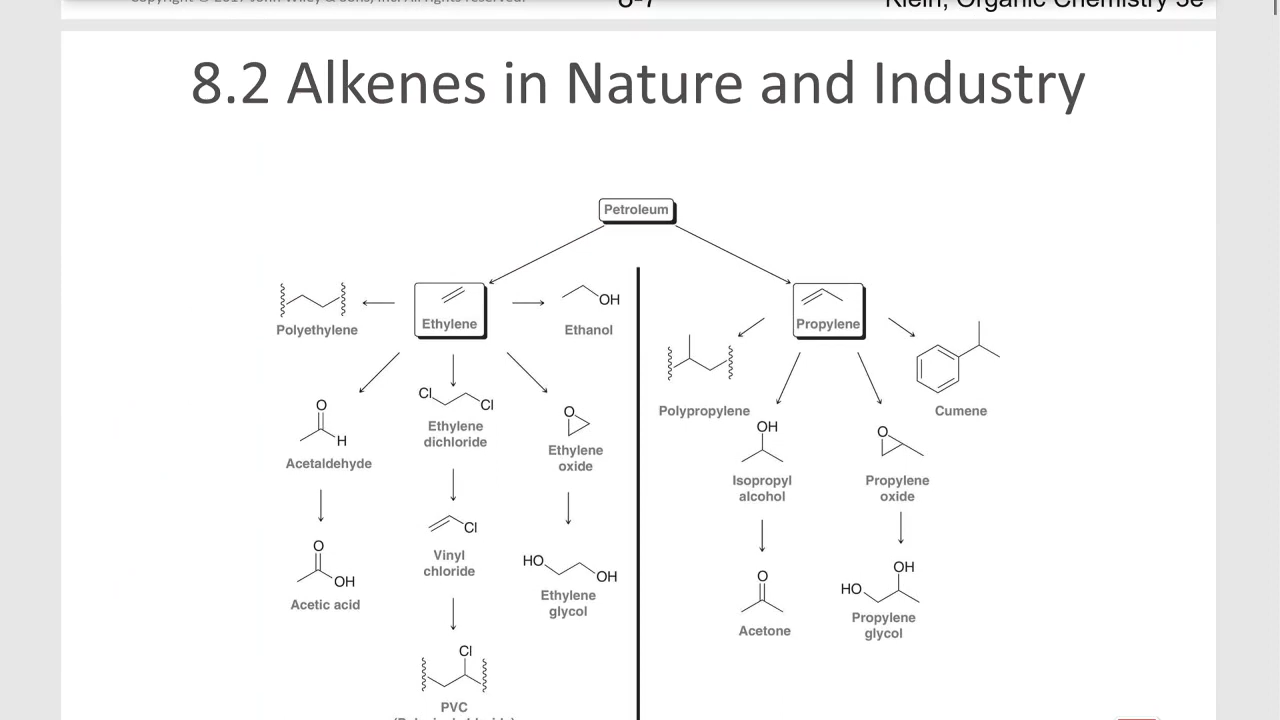 Copyright © 2017 John Wiley & Sons, Inc. All rights reserved.
8-7
Klein, Organic Chemistry 3e
8.2 Alkenes in Nature and Industry
Petroleum
Polyethylene
Ethylene
OH
Ethanol
Propylene
Polypropylene
Cumene
O
H
Acetaldehyde
Cl
Cl
Ethylene
dichloride
O
Ethylene
oxide
OH
Isopropyl
alcohol
O
Propylene
oxide
O
OH
Acetic acid
Cl
Vinyl
chloride
HO
OH
Ethylene
glycol
O
Acetone
OH
HO
Propylene
glycol
Cl
PVC